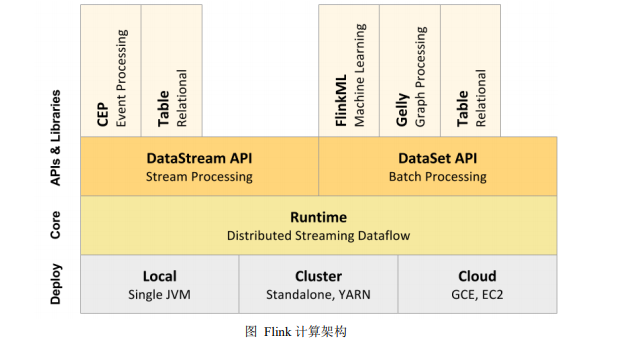 APIs & Libraries
CEP
Event Processing
Table
Relational
FlinkML
Machine Learning
Gelly
Graph Processing
Table
Relational
DataStream API
Stream Processing
DataSet API
Batch Processing
Core
Runtime
Distributed Streaming Dataflow
Deploy
Local
Single JVM
Cluster
Standalone, YARN
Cloud
GCE, EC2
图 Flink 计算架构